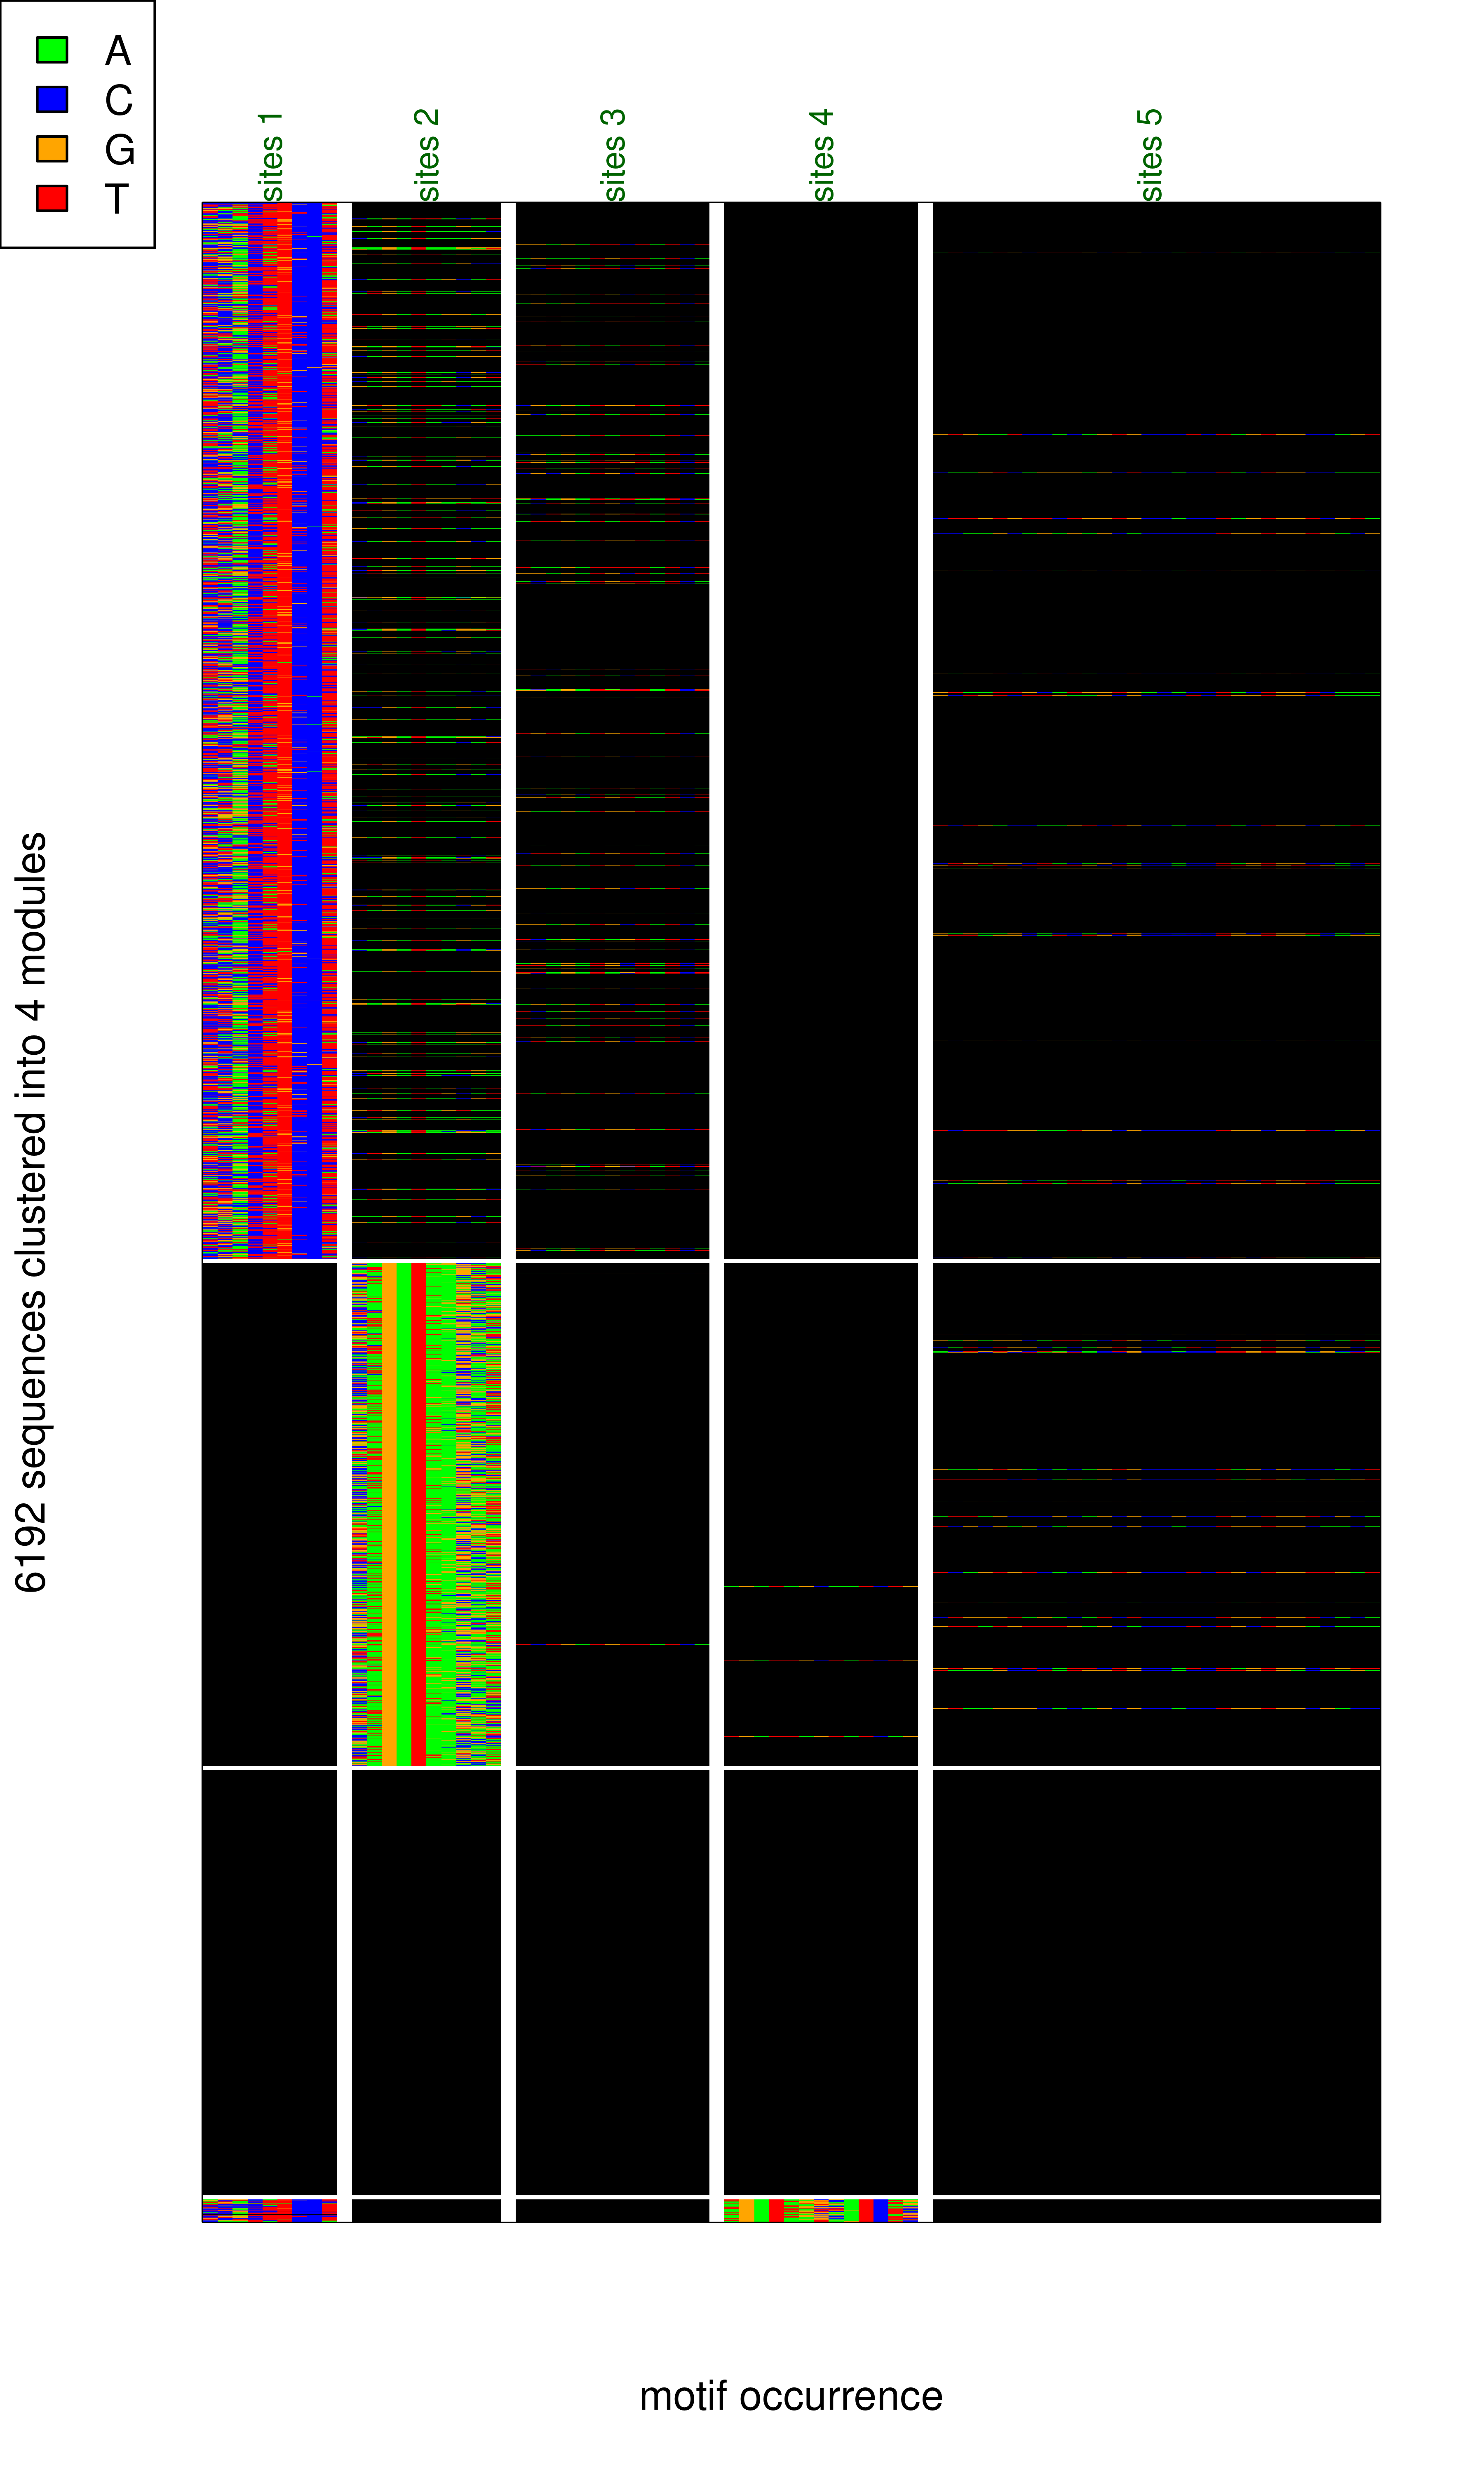 A
C
G
T
sites 1
sites 2
sites 3
sites 4
sites 5
6192 sequences clustered into 4 modules
motif occurrence